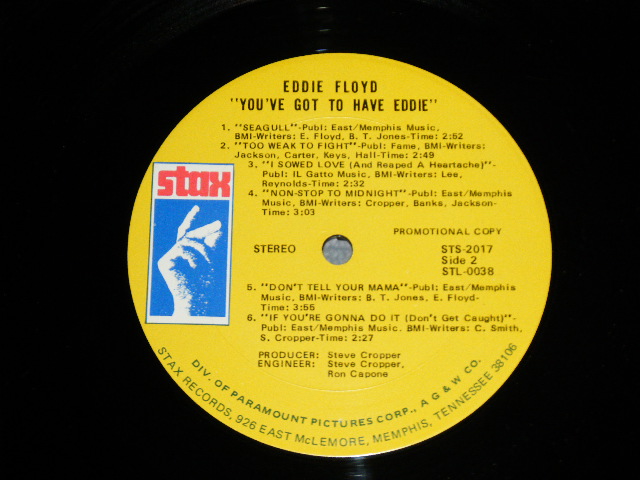 EDDIE FLOYD
"YOU'VE GOT TO HAVE EDDIE"
1. "SEAGULL"-Publ: East/Memphis Music,
BMI-Writers: E. Floyd, B. T. Jones-Time: 2:52
2. "TOO WEAK TO FIGHT"-Publ: Fame, BMI-Writers:
Jackson, Carter, Keys, Hall-Time: 2:49
3. "I SOWED LOVE (And Reaped A Heartache)"-
Publ: IL Gatto Music, BMI-Writers: Lee,
Reynolds-Time: 2:32
4. "NON-STOP TO MIDNIGHT"-Publ: East/Memphis
Music, BMI-Writers: Cropper, Banks, Jackson-
Time: 3:03
stax
PROMOTIONAL COPY
STEREO
STS-2017
Side 2
STL-0038
5. "DON'T TELL YOUR MAMA"-Publ: East/Memphis
Music, BMI-Writers: B. T. Jones, E. Floyd-
Time: 3:55
6. "IF YOU'RE GONNA DO IT (Don't Get Caught)"-
Publ: East/Memphis Music. BMI-Writers: C. Smith,
S. Cropper-Time: 2:27
PRODUCER: Steve Cropper
ENGINEER: Steve Cropper,
Ron Capone
DIV. OF PARAMOUNT PICTURES CORP., A G & W CO.
STAX RECORDS, 926 EAST McLEMORE, MEMPHIS, TENNESSEE 38106